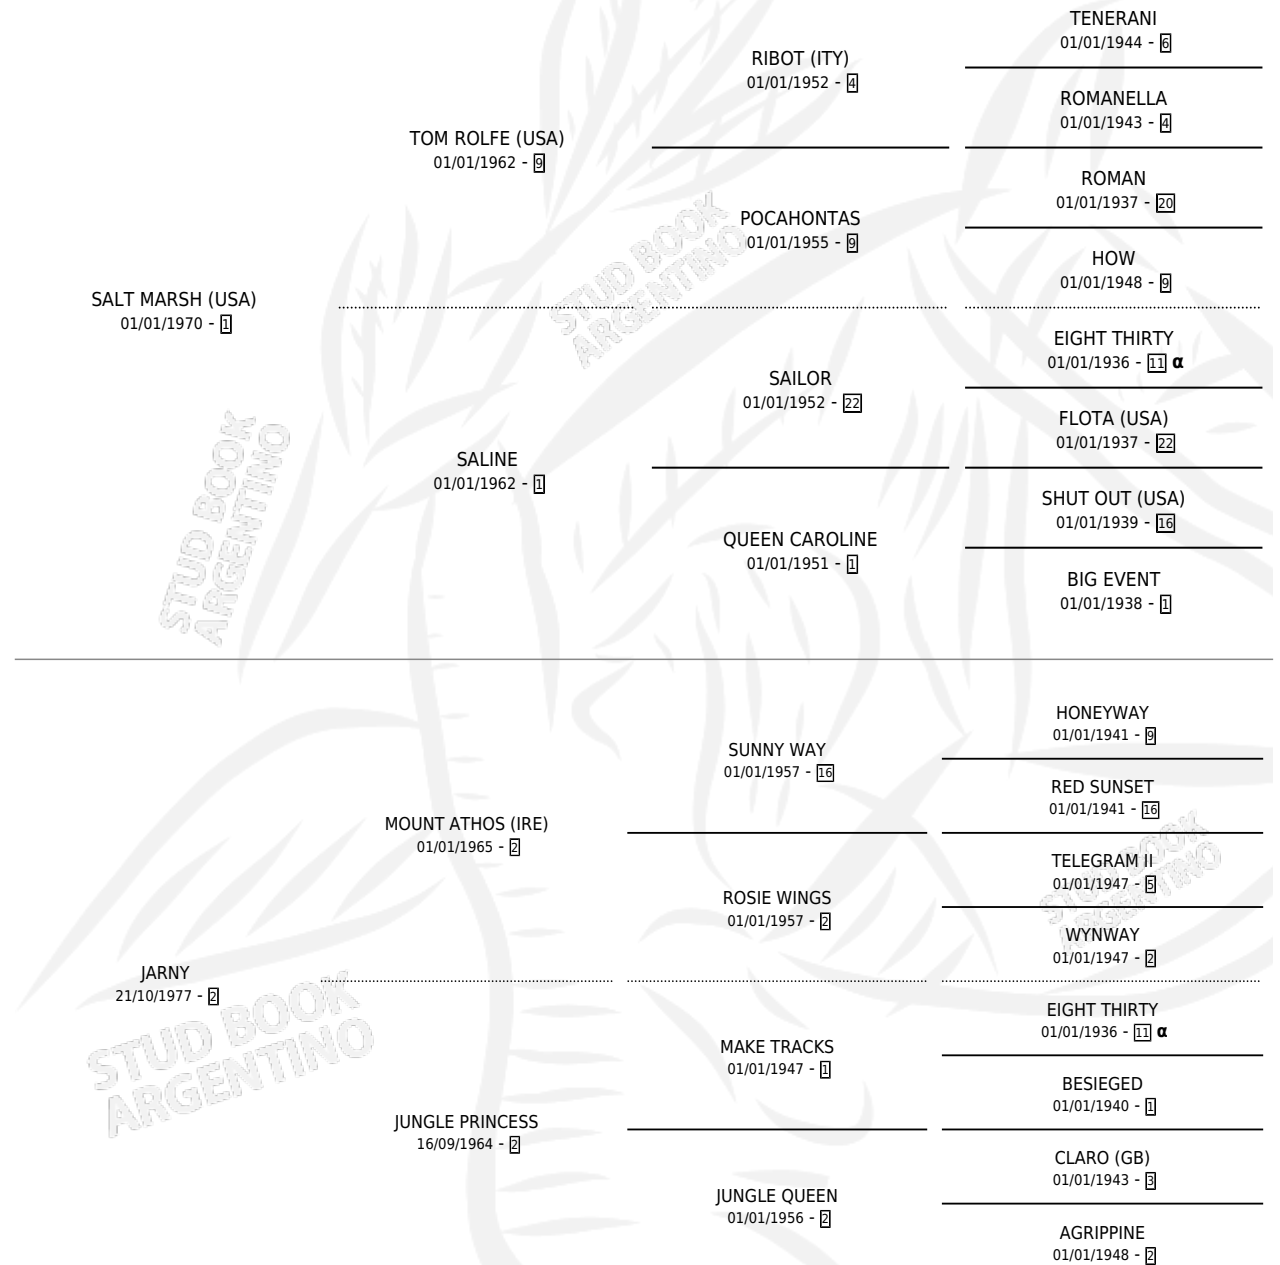 TENERANI
01/01/1944 - 6
RIBOT (ITY)
01/01/1952 - 4
ROMANELLA
01/01/1943 - 4
TOM ROLFE (USA)
01/01/1962 - 9
ROMAN
01/01/1937 - 20
POCAHONTAS
01/01/1955 - 9
HOW
01/01/1948 - 9
STUD BOOK
ARGENTINO
SALT MARSH (USA)
01/01/1970 - 1
EIGHT THIRTY
01/01/1936 - 11 α
SAILOR
01/01/1952 - 22
FLOTA (USA)
01/01/1937 - 22
SALINE
01/01/1962 - 1
SHUT OUT (USA)
01/01/1939 - 16
QUEEN CAROLINE
01/01/1951 - 1
BIG EVENT
01/01/1938 - 1
STUD BOOK
ARGENTINO
HONEYWAY
01/01/1941 - 9
SUNNY WAY
01/01/1957 - 16
RED SUNSET
01/01/1941 - 16
MOUNT ATHOS (IRE)
01/01/1965 - 2
TELEGRAM II
01/01/1947 - 5
ROSIE WINGS
01/01/1957 - 2
WYNWAY
01/01/1947 - 2
STUD BOOK
ARGENTINO
JARNY
21/10/1977 - 2
EIGHT THIRTY
01/01/1936 - 11 α
MAKE TRACKS
01/01/1947 - 1
BESIEGED
01/01/1940 - 1
STUD BOOK
ARGENTINO
JUNGLE PRINCESS
16/09/1964 - 2
CLARO (GB)
01/01/1943 - 3
JUNGLE QUEEN
01/01/1956 - 2
AGRIPPINE
01/01/1948 - 2